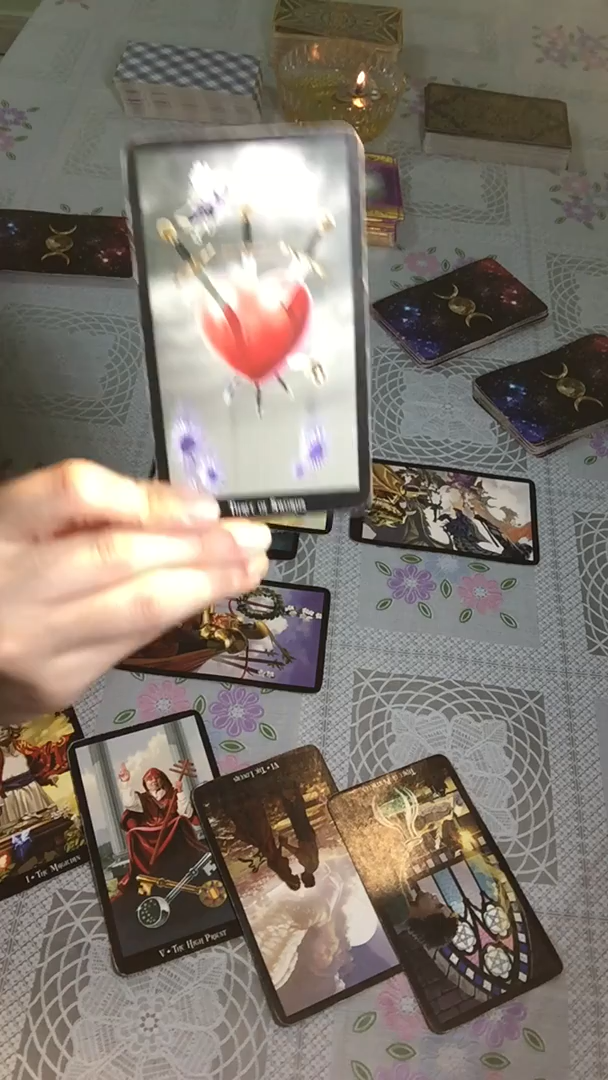 Three of Swords
I • The Magician
V • The High Priest
VI • The Lovers